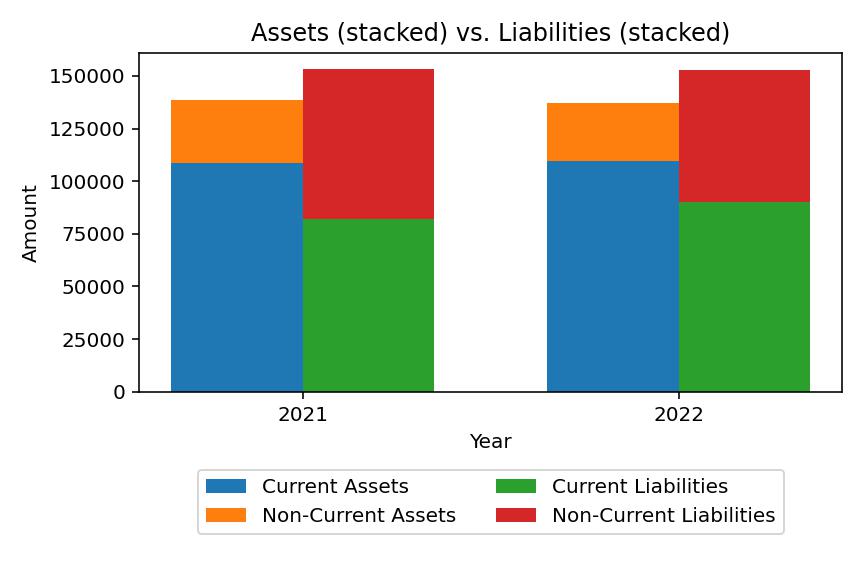 Assets (stacked) vs. Liabilities (stacked)
150000
125000
100000
75000
50000
25000
0
Amount
2021 2022
Year
Current Assets Current Liabilities
Non-Current Assets Non-Current Liabilities